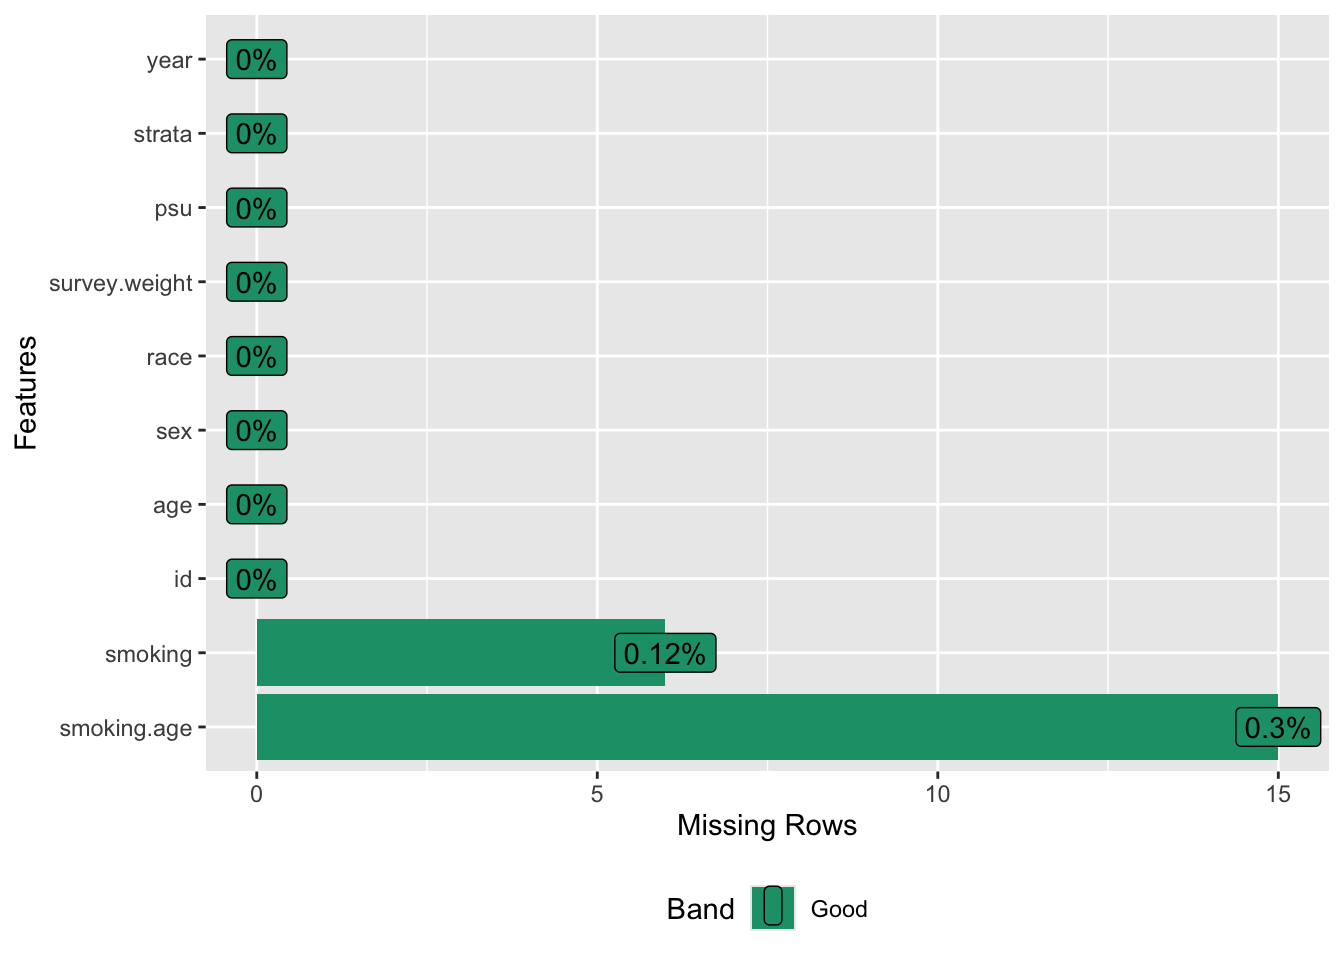 Features
year 0%
strata 0%
psu 0%
survey.weight 0%
race 0%
sex 0%
age 0%
id 0%
smoking 0.12%
smoking.age 0.3%
0 5 10 15
Missing Rows
Band Good